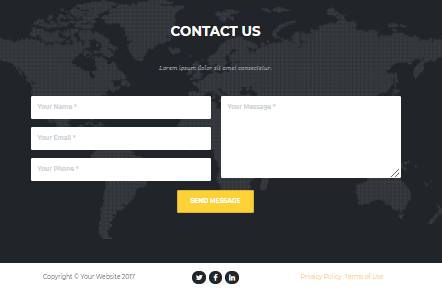 CONTACT US
Lorem ipsum dolor sit amet consectetur.
Your Name *
Your Message *
Your Email *
Your Phone *
SEND MESSAGE
Copyright © Your Website 2017
Privacy Policy Terms of Use